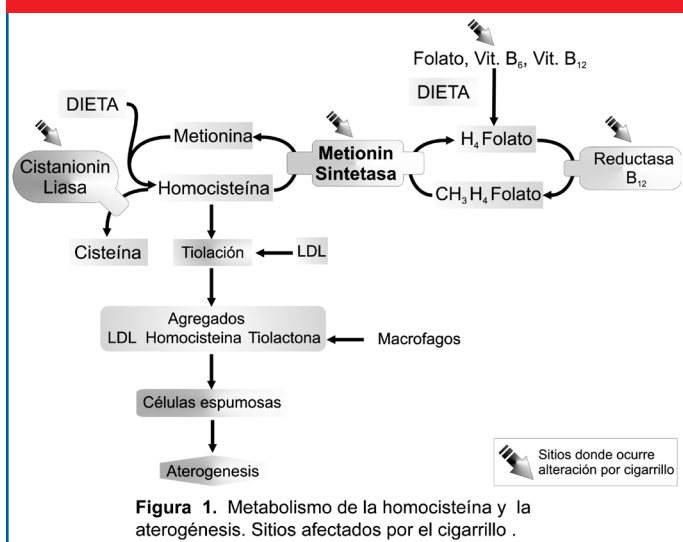 Folato, Vit. B₆, Vit. B₁₂
DIETA
DIETA
Metionina
Metionin
Sintetasa
H₄ Folato
Reductasa
B₁₂
Cistanionin
Liasa
Homocisteína
CH₃ H₄ Folato
Cisteína
Tiolación
LDL
Agregados
LDL Homocisteina Tiolactona
Macrofagos
Células espumosas
Aterogenesis
Sitios donde ocurre
alteración por cigarrillo
Figura 1. Metabolismo de la homocisteína y la
aterogénesis. Sitios afectados por el cigarrillo .